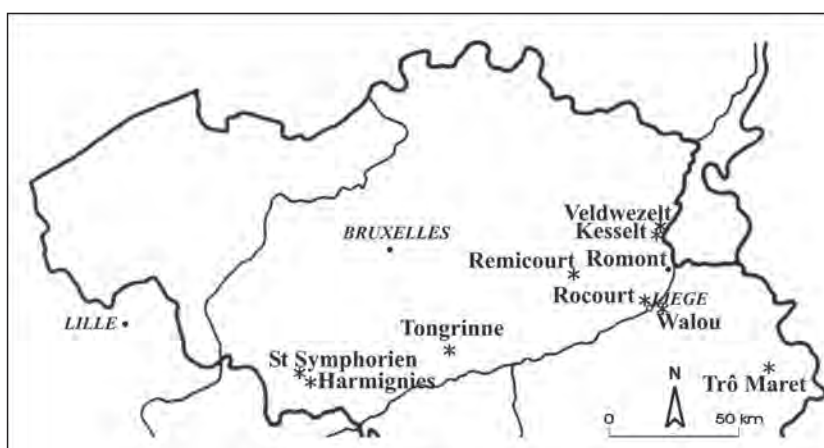 Veldwezelt
Kesselt
BRUXELLES
Remicourt
Romont
Rocourt
LIEGE
Walou
LILLE
Tongrinne
St Symphorien
Harmignies
N
Trô Maret
0
50 km